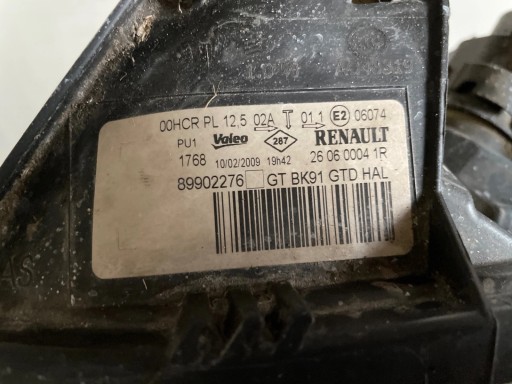 00HCR PL 12,5 02A 01,1 E2 06074
PU1 Valeo 287 RENAULT
1768 10/02/2009 19h42 26 06 0004 1R
89902276 GT BK91 GTD HAL